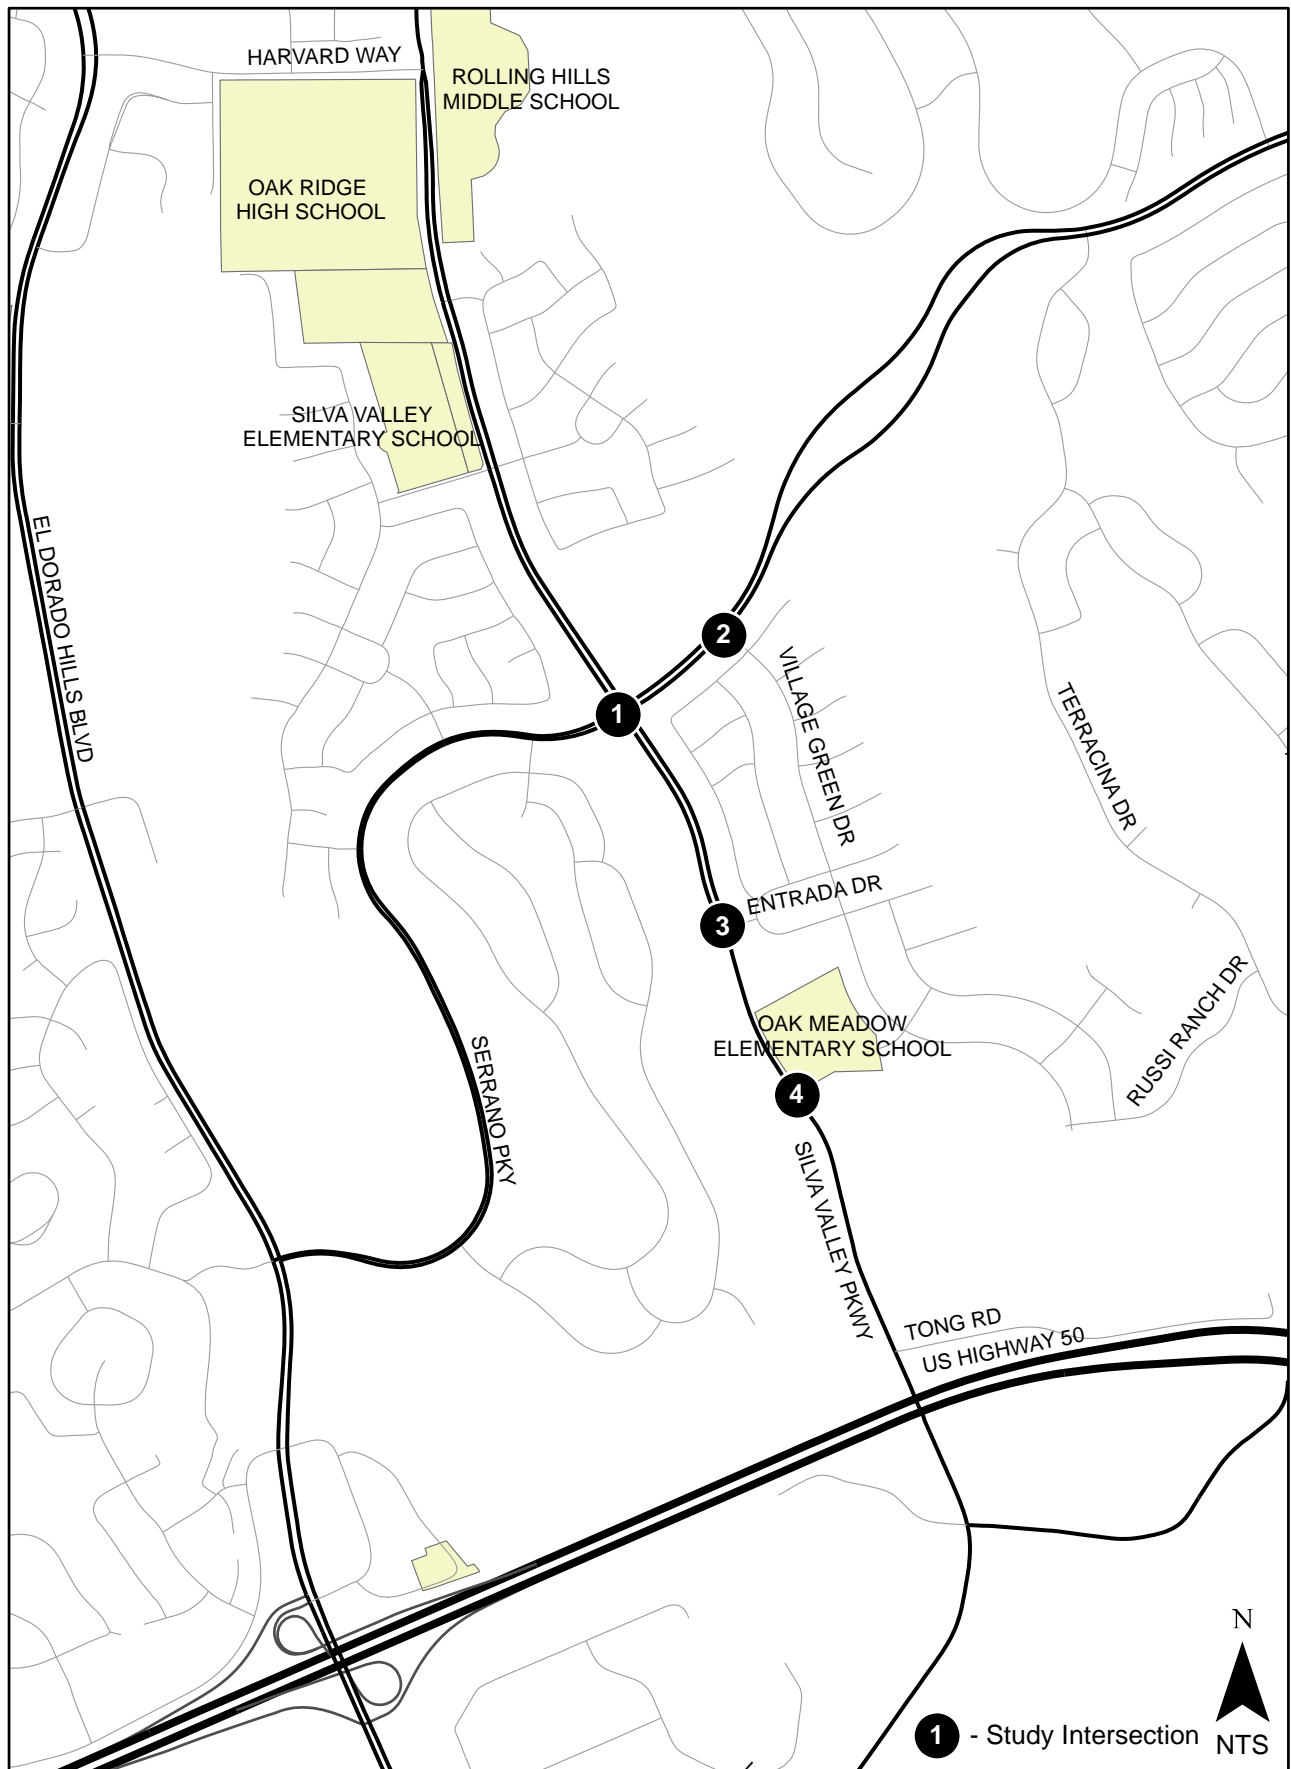 HARVARD WAY
ROLLING HILLS
MIDDLE SCHOOL
OAK RIDGE
HIGH SCHOOL
SILVA VALLEY
ELEMENTARY SCHOOL
EL DORADO HILLS BLVD
2
1
VILLAGE GREEN DR
TERRACINA DR
ENTRADA DR
3
RUSSI RANCH DR
OAK MEADOW
ELEMENTARY SCHOOL
SERRANO PKY
4
SILVA VALLEY PKWY
TONG RD
US HIGHWAY 50
N
1 - Study Intersection
NTS